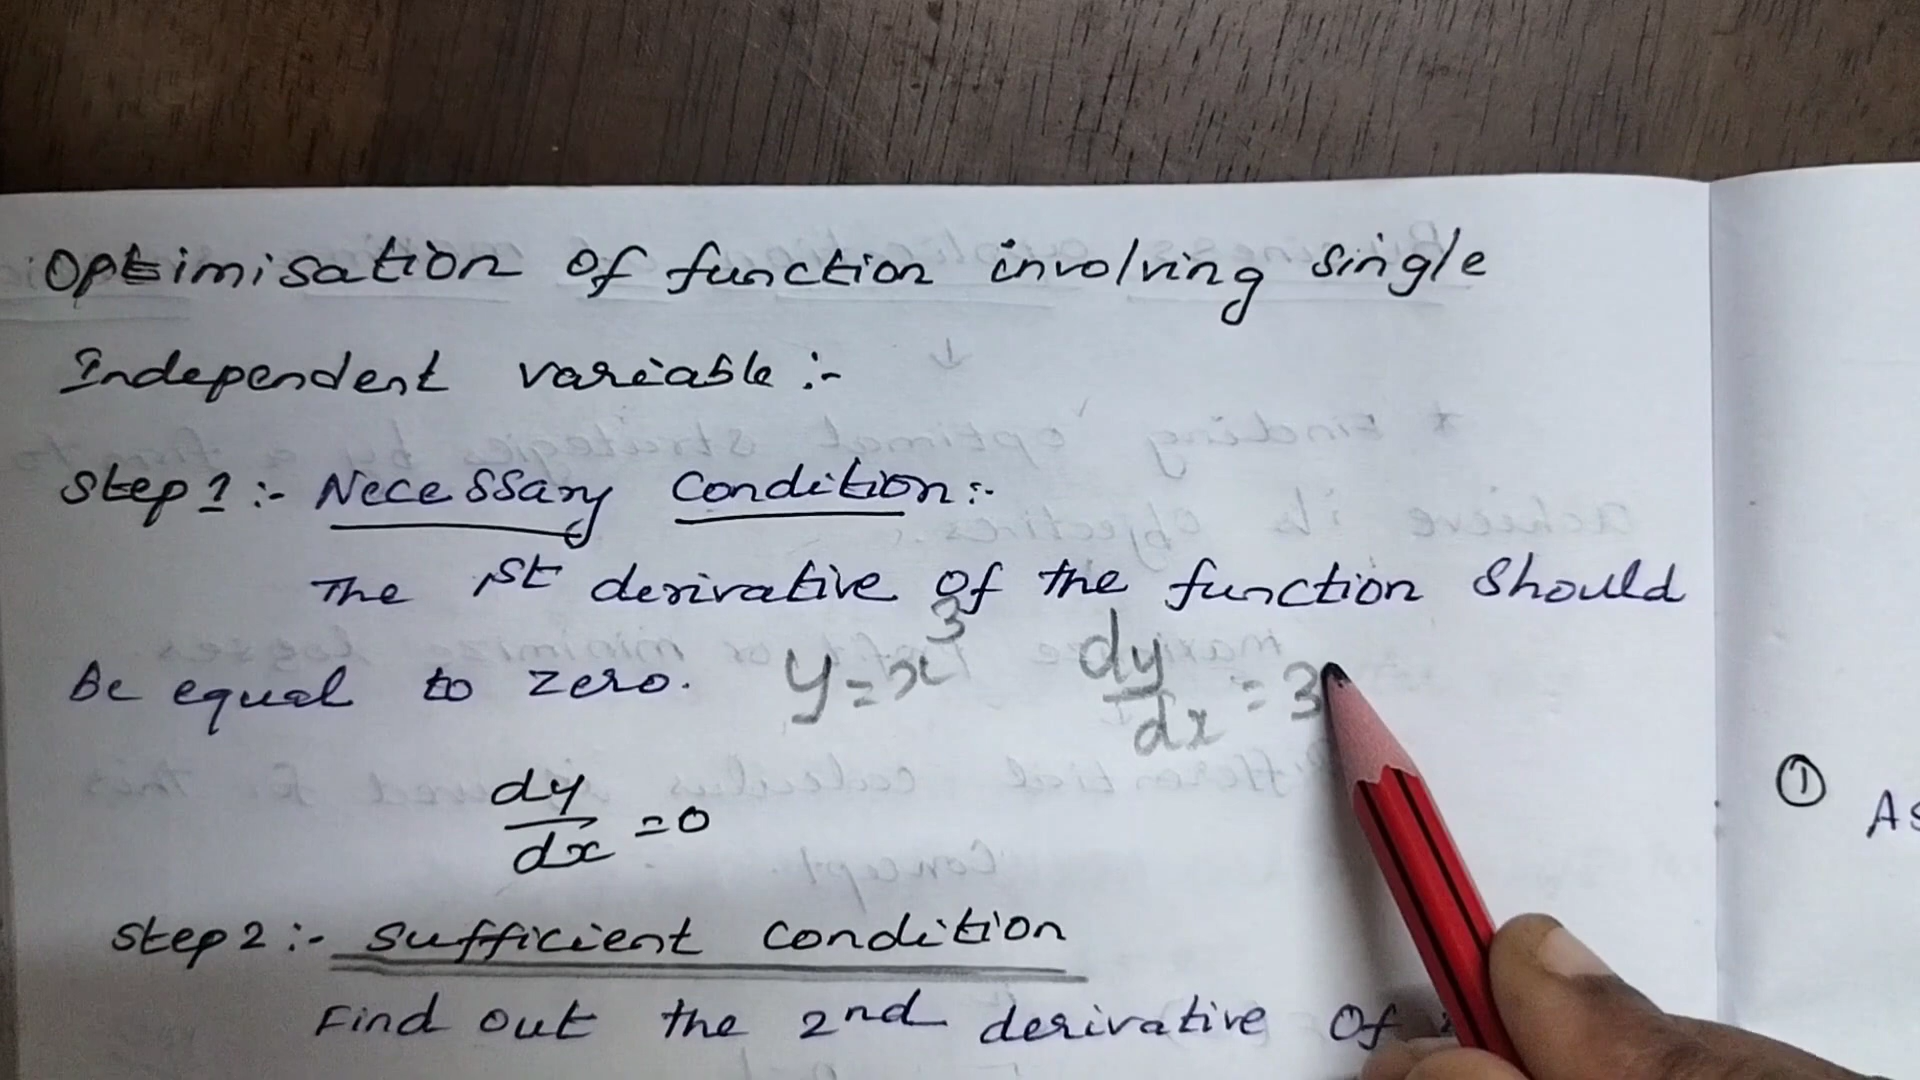 Optimisation of function involving single
Independent variable :-
Step 1 :- Necessary Condition :-
The 1st derivative of the function should
be equal to zero. y = x³ dy/dx = 3
dy/dx = 0
Step 2 :- Sufficient Condition
Find out the 2nd derivative of
①
As